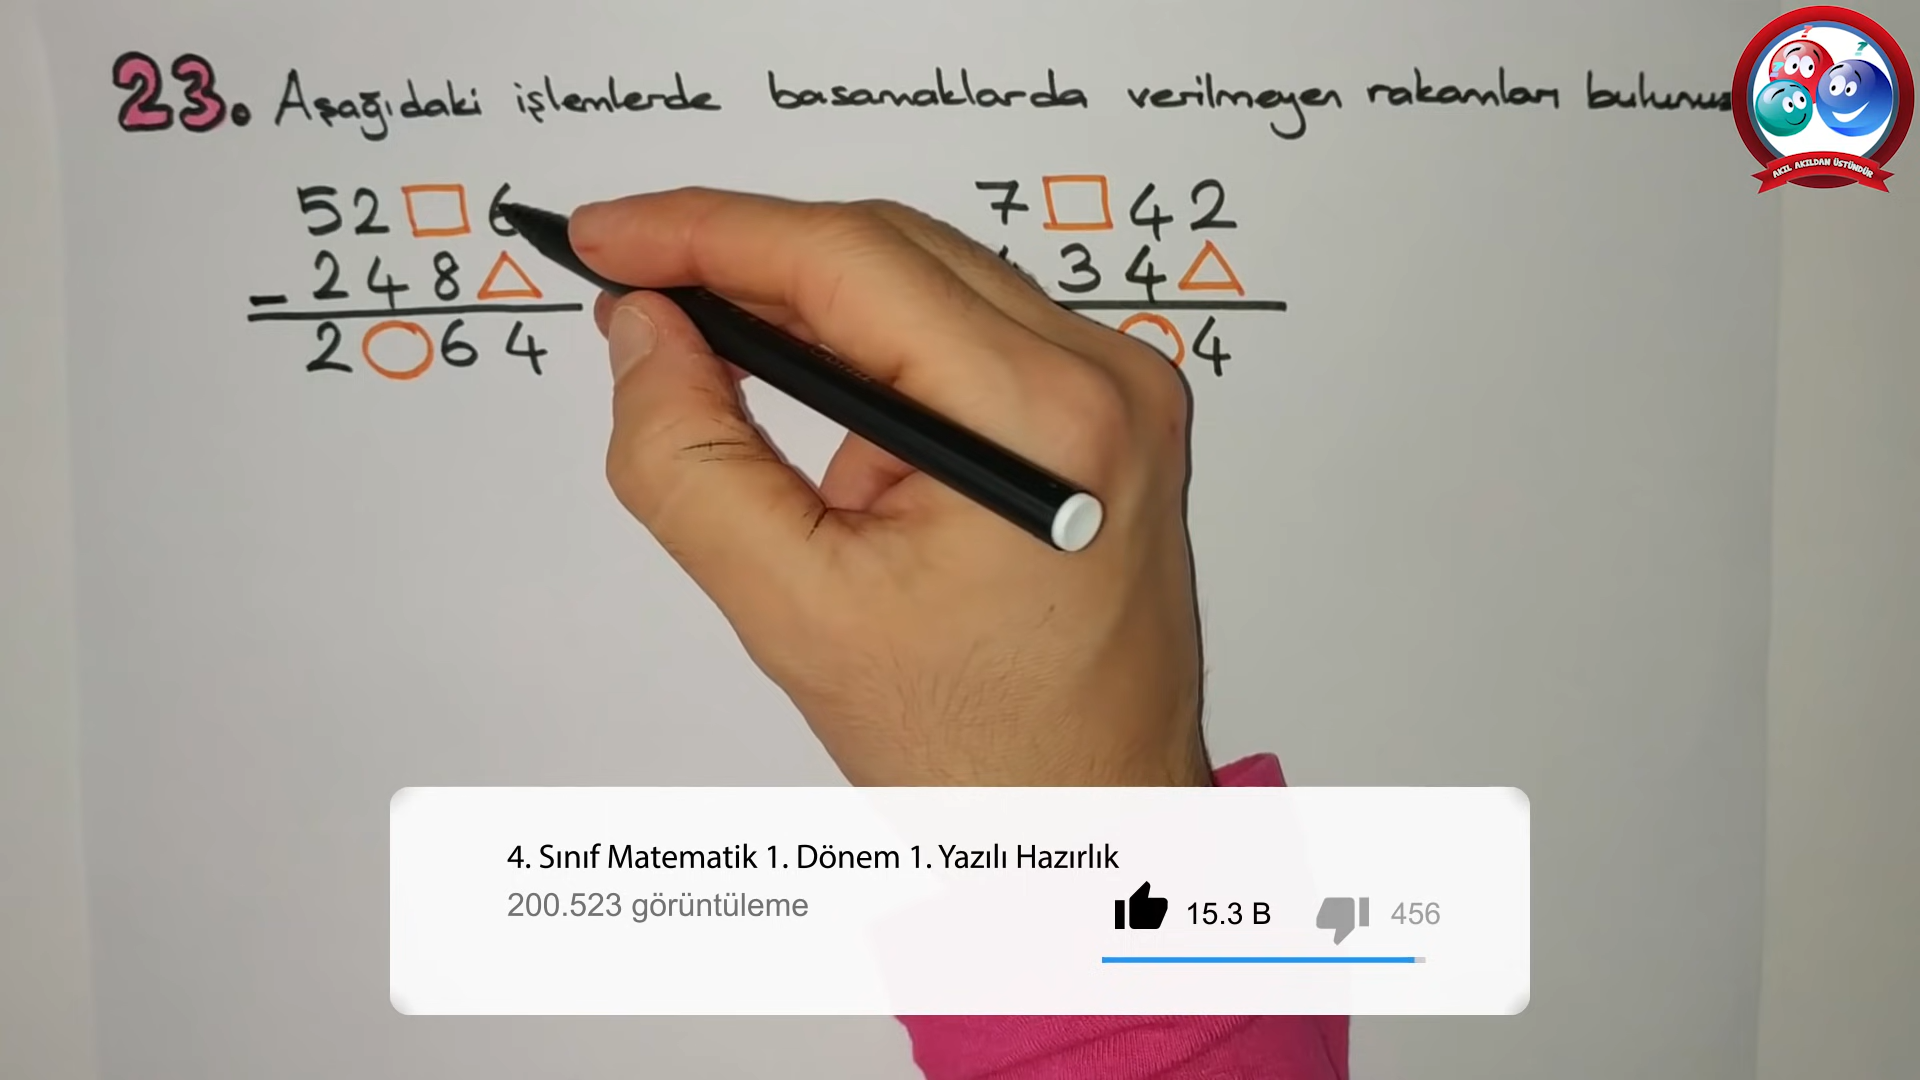 23. Aşağıdaki işlemlerde basamaklarda verilmeyen rakamları bulunuz
AKIL AKILDAN ÜSTÜNDÜR
52□6
- 248△
2○64
7□42
34△
○4
4. Sınıf Matematik 1. Dönem 1. Yazılı Hazırlık
200.523 görüntüleme
15.3 B
456